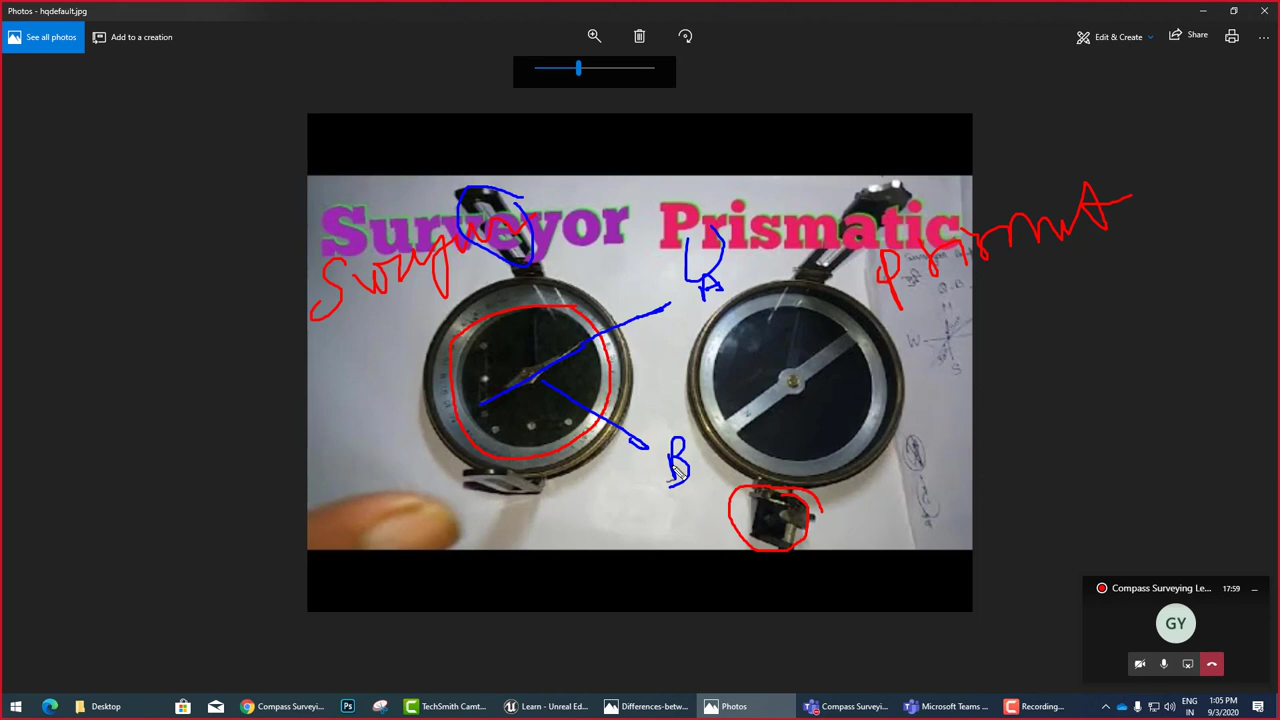 Photos - hqdefault.jpg
See all photos
Add to a creation
Edit & Create
Share
Surveyor Prismatic
A
B
W
S
Compass Surveying Le...
17:59
GY
Desktop
Compass Surveyi...
Ps
TechSmith Camt...
Learn - Unreal Ed...
Differences-betw...
Photos
Compass Surveyi...
Microsoft Teams ...
Recording...
ENG
IN
1:05 PM
9/3/2020